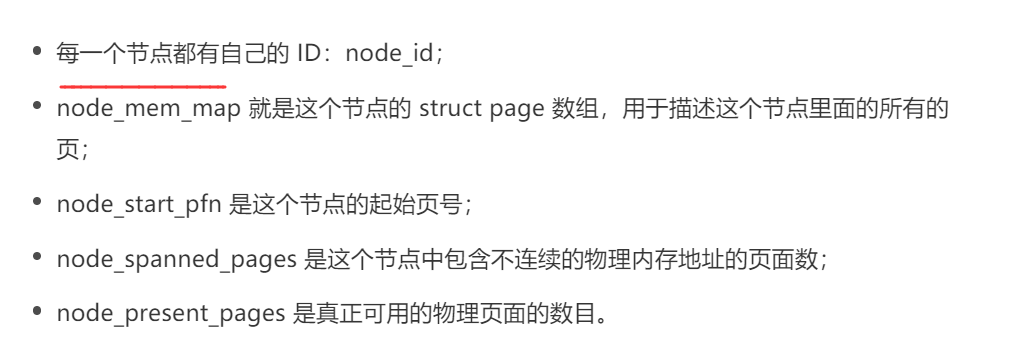 每一个节点都有自己的 ID：node_id；
node_mem_map 就是这个节点的 struct page 数组，用于描述这个节点里面的所有的
页；
node_start_pfn 是这个节点的起始页号；
node_spanned_pages 是这个节点中包含不连续的物理内存地址的页面数；
node_present_pages 是真正可用的物理页面的数目。